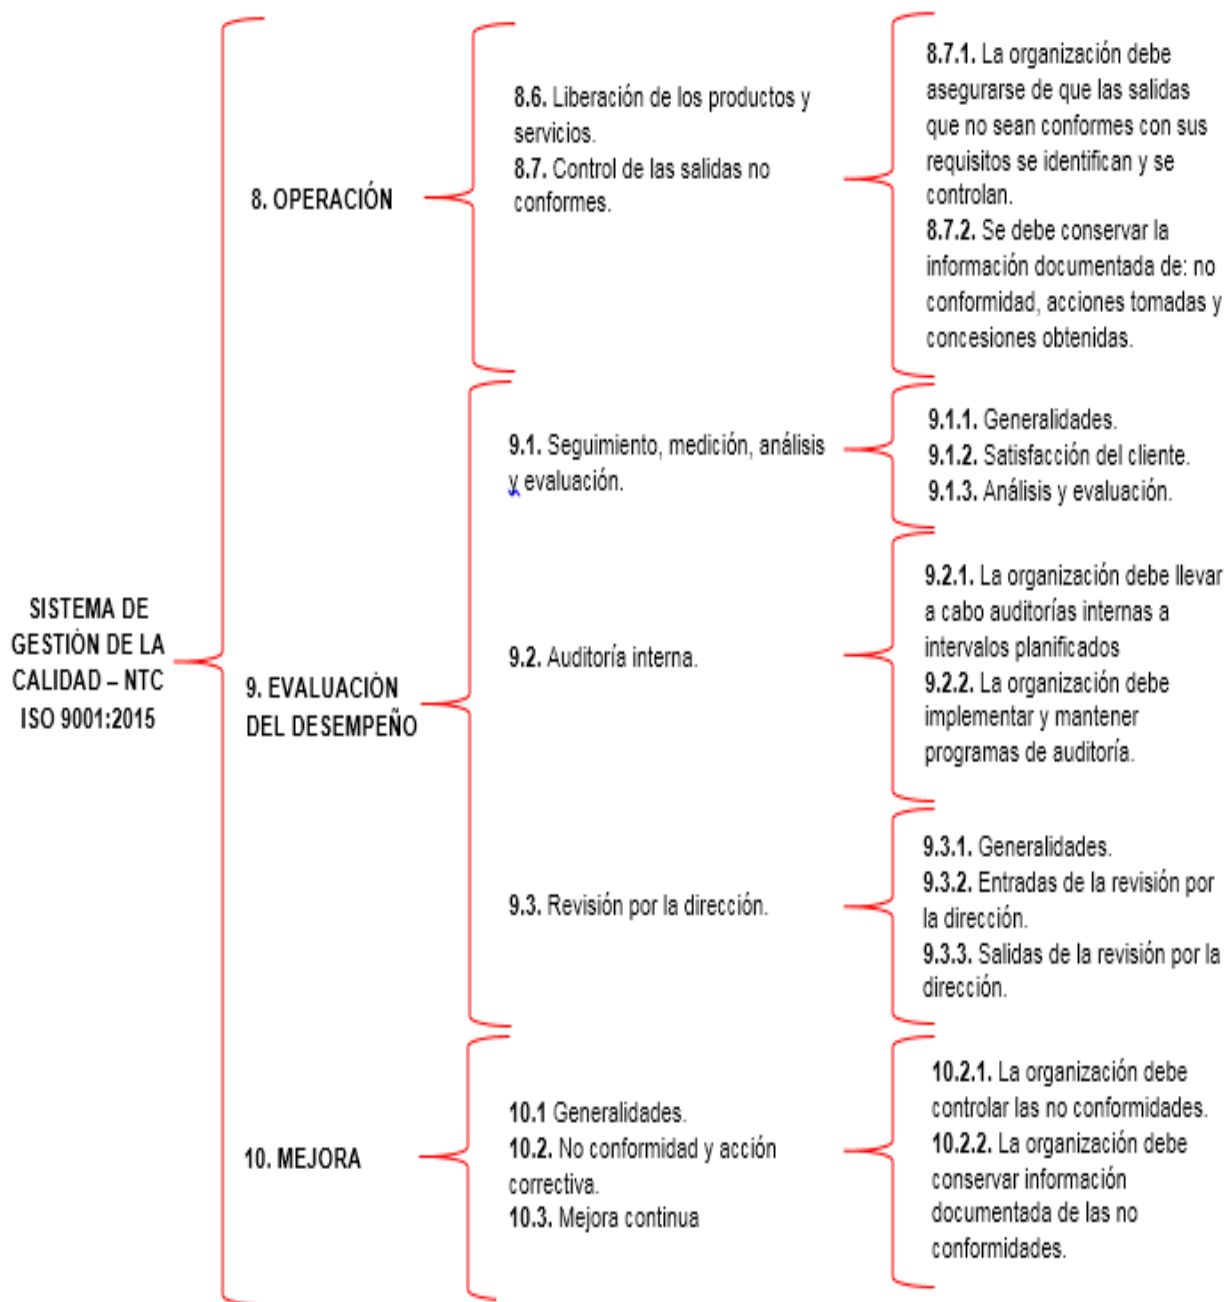 SISTEMA DE
GESTIÓN DE LA
CALIDAD – NTC
ISO 9001:2015
8. OPERACIÓN
8.6. Liberación de los productos y
servicios.
8.7. Control de las salidas no
conformes.
8.7.1. La organización debe
asegurarse de que las salidas
que no sean conformes con sus
requisitos se identifican y se
controlan.
8.7.2. Se debe conservar la
información documentada de: no
conformidad, acciones tomadas y
concesiones obtenidas.
9. EVALUACIÓN
DEL DESEMPEÑO
9.1. Seguimiento, medición, análisis
y evaluación.
9.1.1. Generalidades.
9.1.2. Satisfacción del cliente.
9.1.3. Análisis y evaluación.
9.2. Auditoría interna.
9.2.1. La organización debe llevar
a cabo auditorías internas a
intervalos planificados
9.2.2. La organización debe
implementar y mantener
programas de auditoría.
9.3. Revisión por la dirección.
9.3.1. Generalidades.
9.3.2. Entradas de la revisión por
la dirección.
9.3.3. Salidas de la revisión por la
dirección.
10. MEJORA
10.1 Generalidades.
10.2. No conformidad y acción
correctiva.
10.3. Mejora continua
10.2.1. La organización debe
controlar las no conformidades.
10.2.2. La organización debe
conservar información
documentada de las no
conformidades.